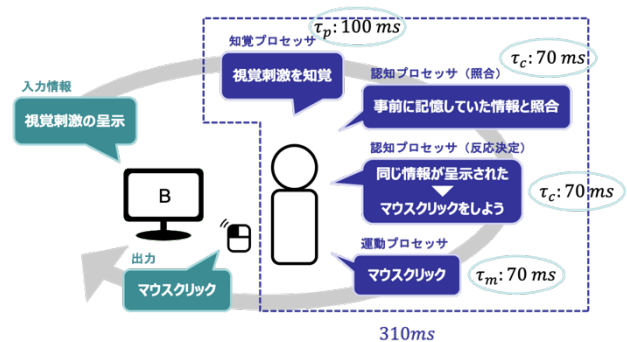 τp: 100 ms
知覚プロセッサ
視覚刺激を知覚
τc: 70 ms
認知プロセッサ（照合）
事前に記憶していた情報と照合
入力情報
視覚刺激の呈示
認知プロセッサ（反応決定）
同じ情報が呈示された
マウスクリックをしよう
τc: 70 ms
B
運動プロセッサ
マウスクリック
τm: 70 ms
出力
マウスクリック
310ms